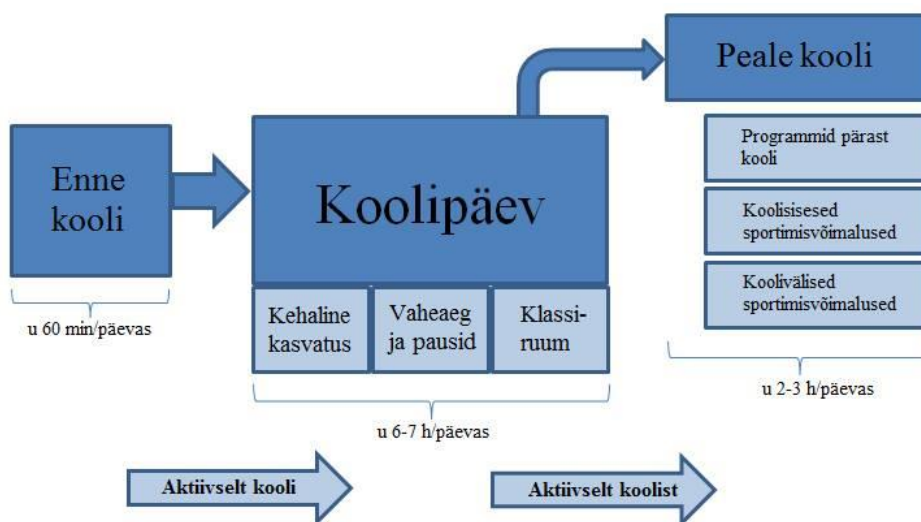 Enne
kooli
u 60 min/päevas
Koolipäev
Kehaline
kasvatus
Vaheaeg
ja pausid
Klassi-
ruum
u 6-7 h/päevas
Peale kooli
Programmid pärast
kooli
Koolisisesed
sportimisvõimalused
Koolivälised
sportimisvõimalused
u 2-3 h/päevas
Aktiivselt kooli
Aktiivselt koolist